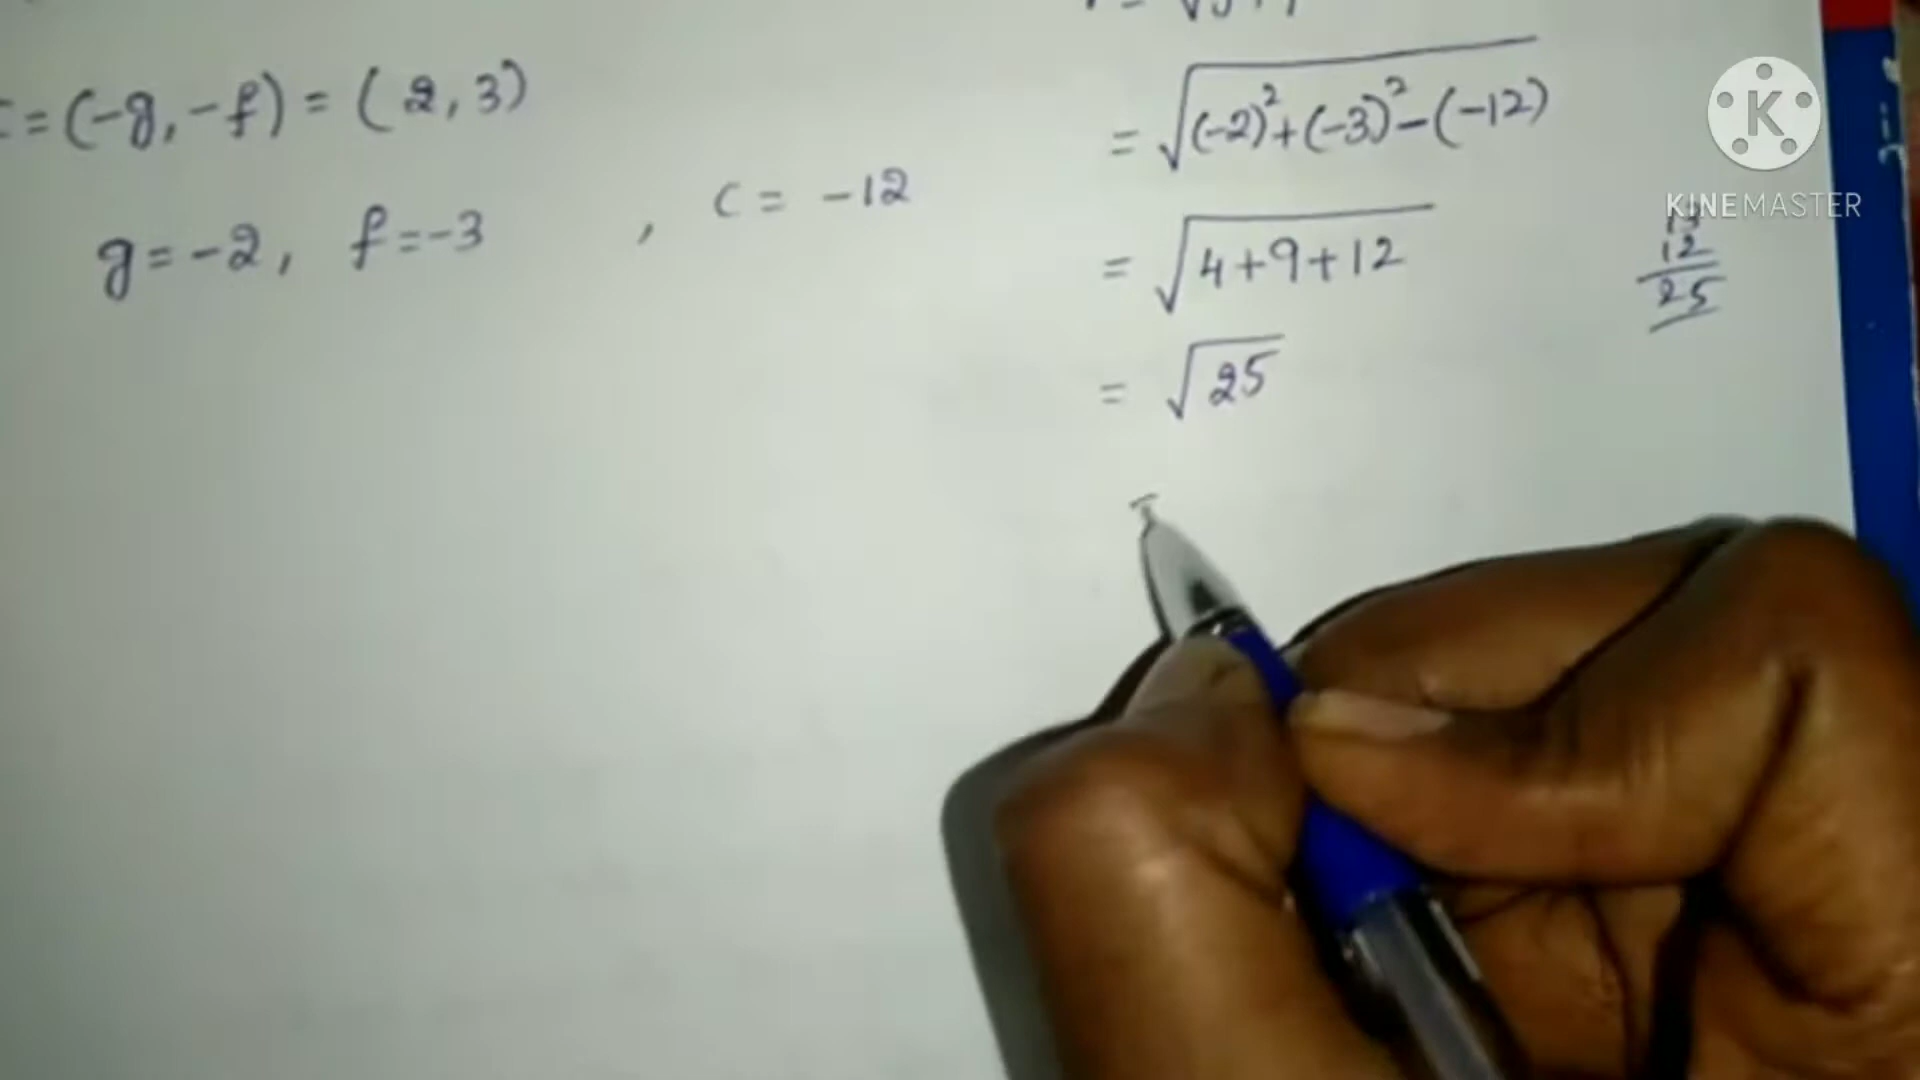 = (-g, -f) = (2, 3)
g = -2, f = -3 , c = -12
= √(-2)²+(-3)²-(-12)
= √4+9+12
= √25
K
KINEMASTER
12
25